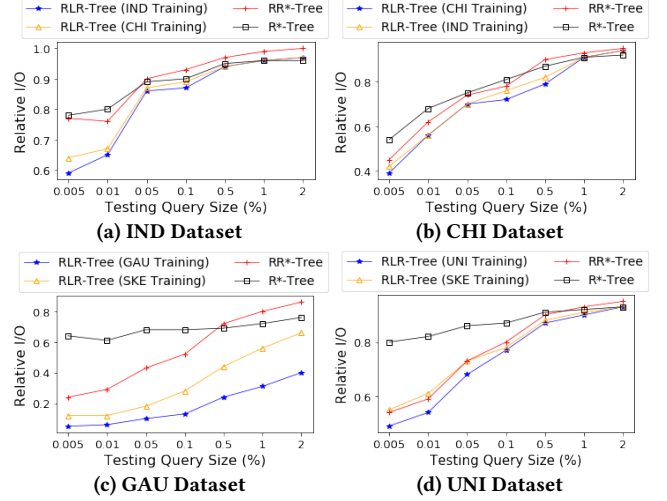 RLR-Tree (IND Training) RR*-Tree
RLR-Tree (CHI Training) R*-Tree
Relative I/O
1.0
0.9
0.8
0.7
0.6
0.005 0.01 0.05 0.1 0.5 1 2
Testing Query Size (%)
(a) IND Dataset
RLR-Tree (CHI Training) RR*-Tree
RLR-Tree (IND Training) R*-Tree
Relative I/O
0.8
0.6
0.4
0.005 0.01 0.05 0.1 0.5 1 2
Testing Query Size (%)
(b) CHI Dataset
RLR-Tree (GAU Training) RR*-Tree
RLR-Tree (SKE Training) R*-Tree
Relative I/O
0.8
0.6
0.4
0.2
0.005 0.01 0.05 0.1 0.5 1 2
Testing Query Size (%)
(c) GAU Dataset
RLR-Tree (UNI Training) RR*-Tree
RLR-Tree (SKE Training) R*-Tree
Relative I/O
0.8
0.6
0.005 0.01 0.05 0.1 0.5 1 2
Testing Query Size (%)
(d) UNI Dataset